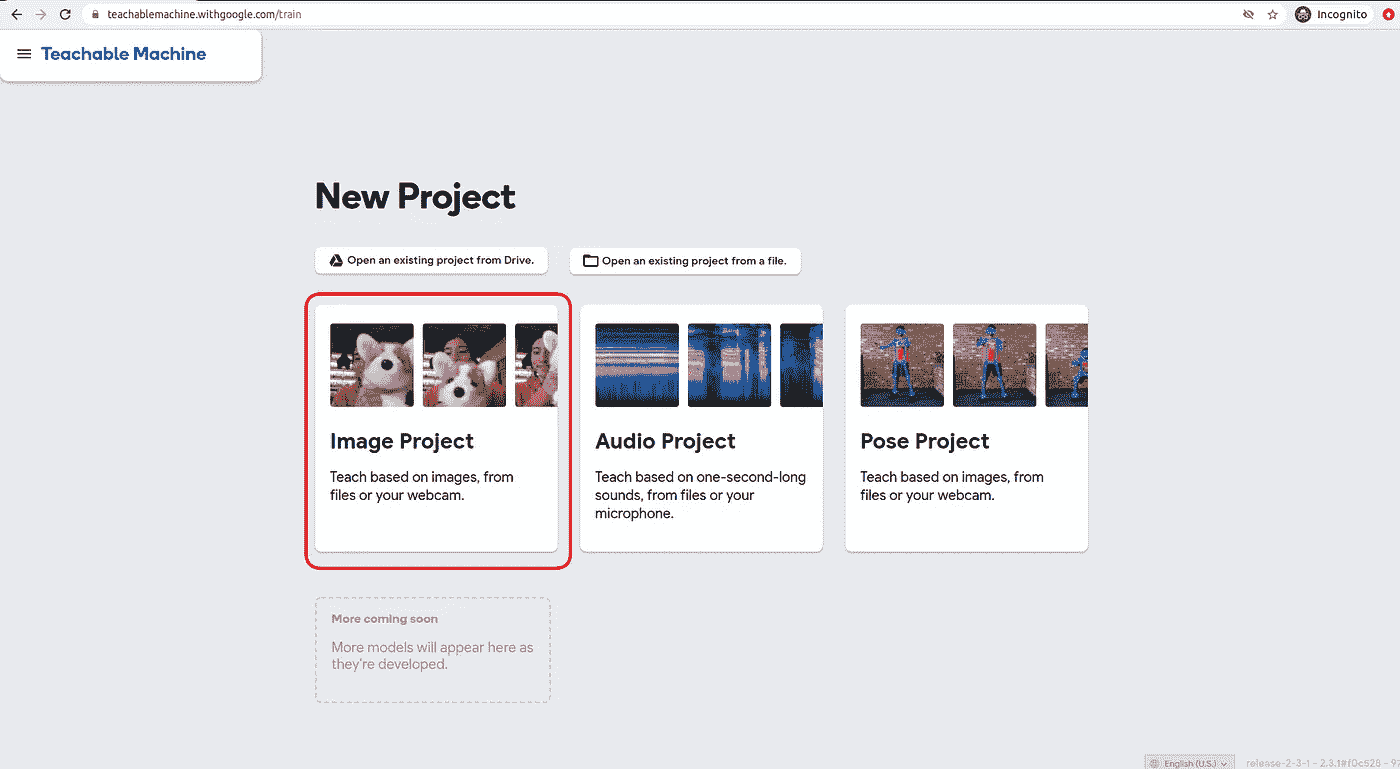 teachablemachine.withgoogle.com/train
Incognito
Teachable Machine
New Project
Open an existing project from Drive.
Open an existing project from a file.
Image Project
Teach based on images, from
files or your webcam.
Audio Project
Teach based on one-second-long
sounds, from files or your
microphone.
Pose Project
Teach based on images, from
files or your webcam.
More coming soon
More models will appear here as
they're developed.
English (U.S.)
release-2-3-1 - 2.3.1#f0c528 - 9